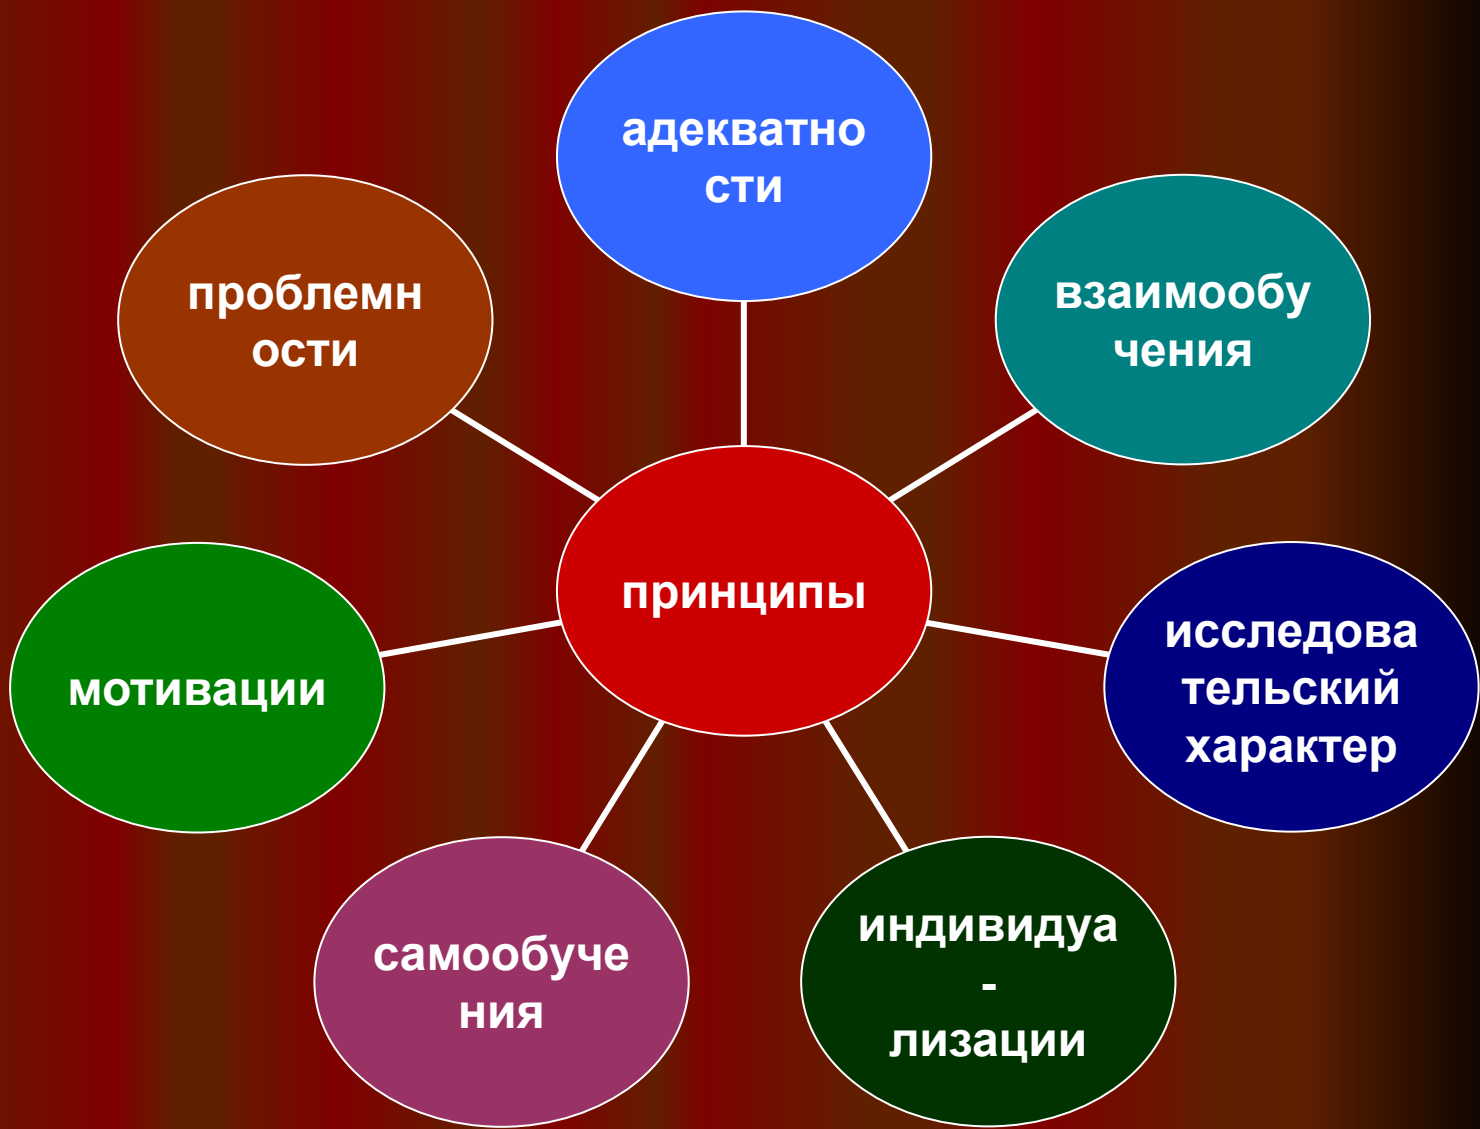 адекватно
сти
взаимообу
чения
исследова
тельский
характер
индивидуа
-
лизации
самообуче
ния
мотивации
проблемн
ости
принципы